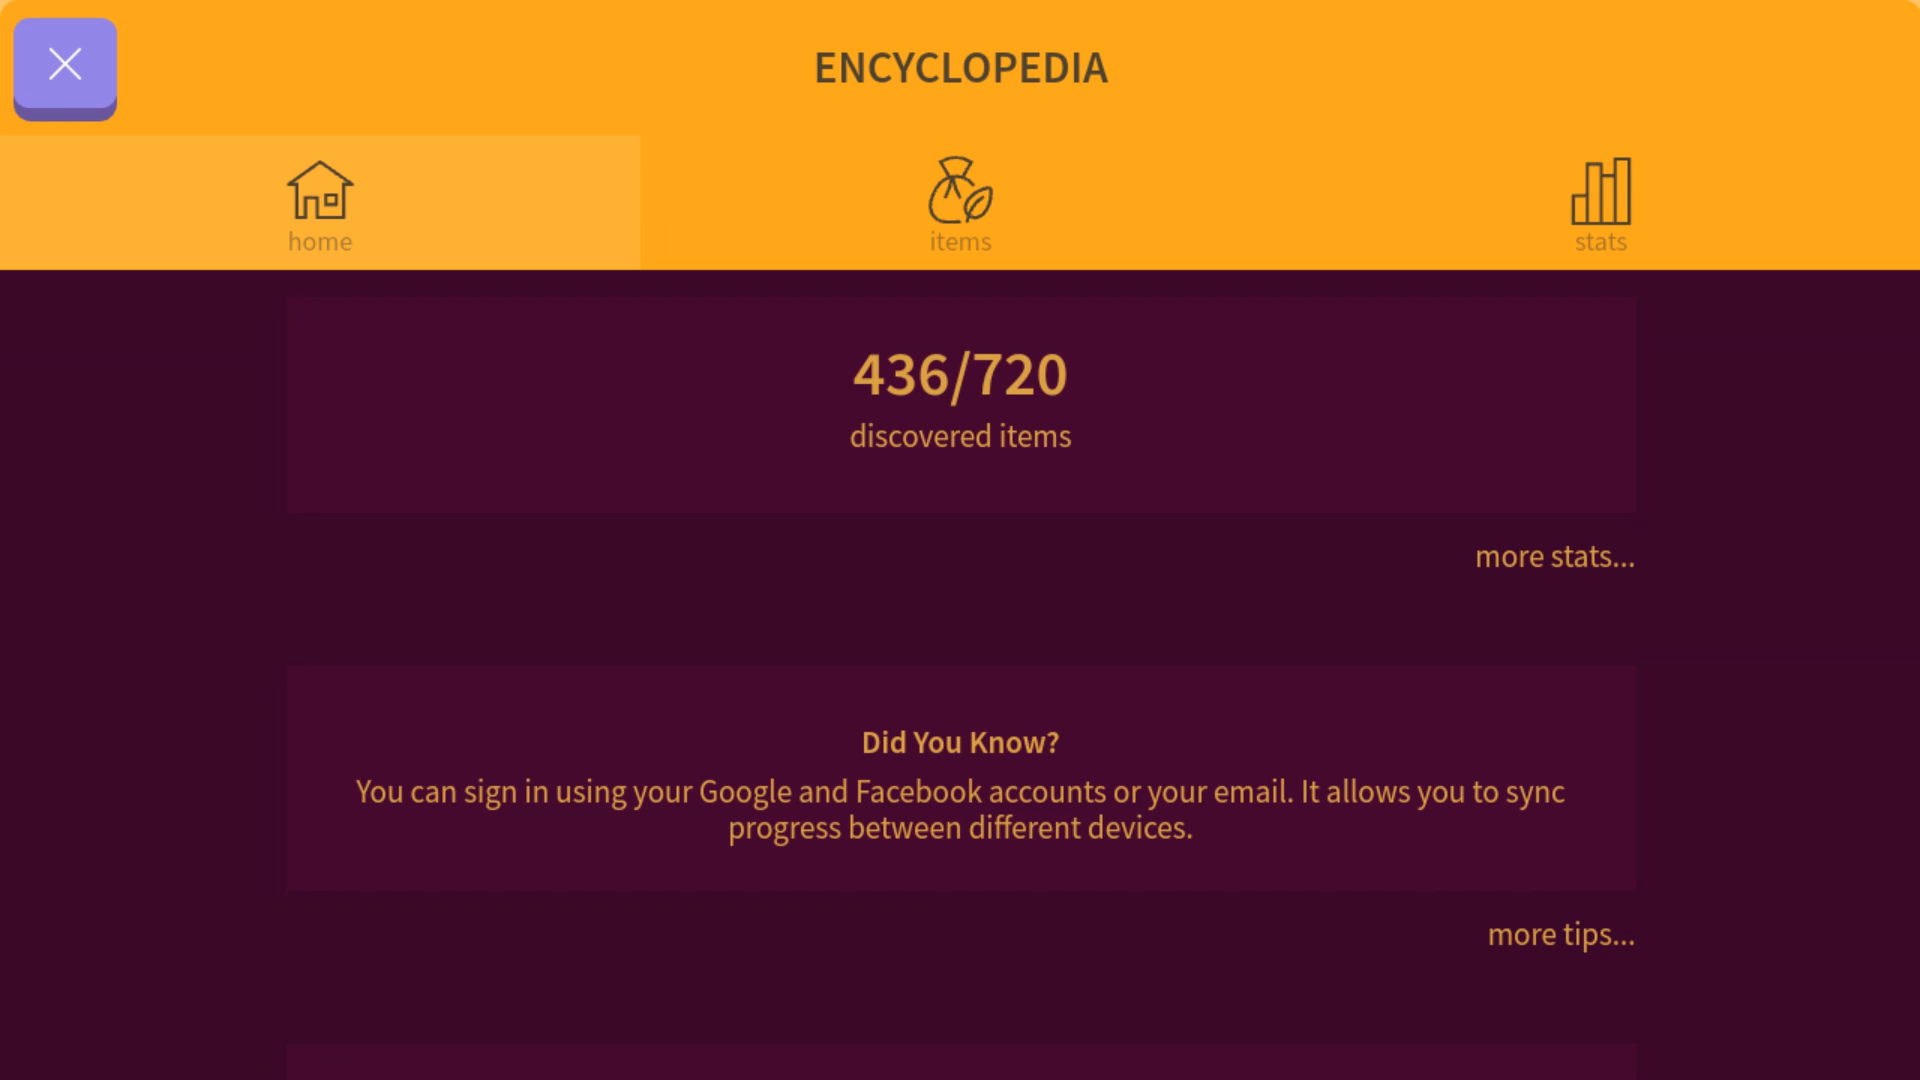 ENCYCLOPEDIA
home
items
stats
436/720
discovered items
more stats...
Did You Know?
You can sign in using your Google and Facebook accounts or your email. It allows you to sync
progress between different devices.
more tips...